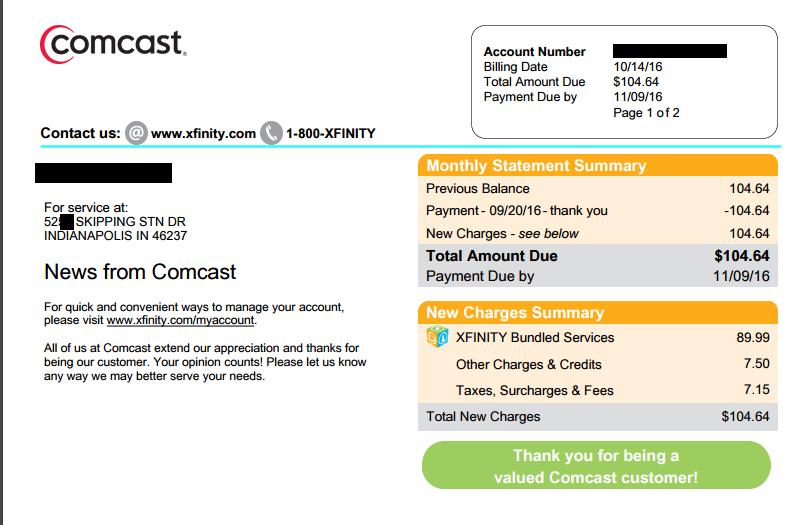 comcast.
Account Number
Billing Date 10/14/16
Total Amount Due $104.64
Payment Due by 11/09/16
Page 1 of 2
Contact us: @ www.xfinity.com 1-800-XFINITY
For service at:
525 SKIPPING STN DR
INDIANAPOLIS IN 46237
News from Comcast
For quick and convenient ways to manage your account,
please visit www.xfinity.com/myaccount.
All of us at Comcast extend our appreciation and thanks for
being our customer. Your opinion counts! Please let us know
any way we may better serve your needs.
Monthly Statement Summary
Previous Balance 104.64
Payment - 09/20/16 - thank you -104.64
New Charges - see below 104.64
Total Amount Due $104.64
Payment Due by 11/09/16
New Charges Summary
XFINITY Bundled Services 89.99
Other Charges & Credits 7.50
Taxes, Surcharges & Fees 7.15
Total New Charges $104.64
Thank you for being a
valued Comcast customer!